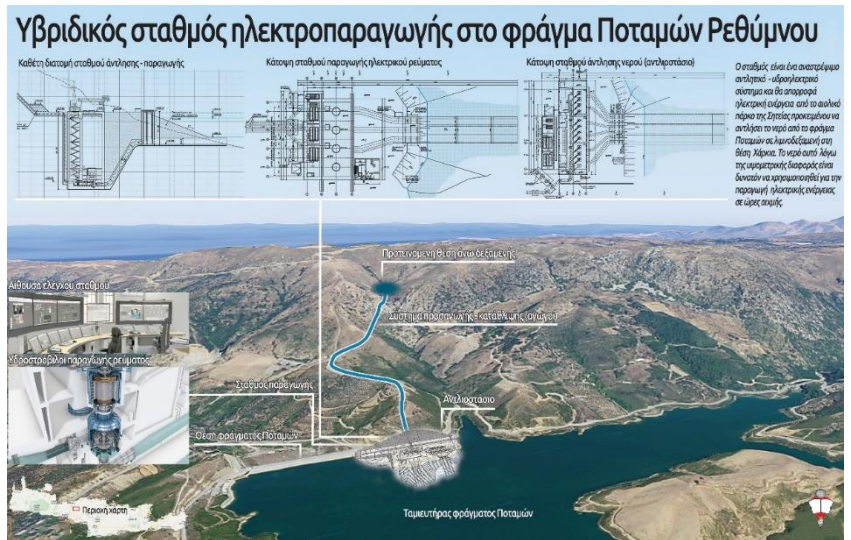 Υβριδικός σταθμός ηλεκτροπαραγωγής στο φράγμα Ποταμών Ρεθύμνου
Καθέτη διατομή σταθμού άντλησης - παραγωγής
Κάτοψη σταθμού παραγωγής ηλεκτρικού ρεύματος
Κάτοψη σταθμού άντλησης νερού (αντλιοστάσιο)
Ο σταθμός είναι ένα αναστρέψιμο
αντλητικό - υδροηλεκτρικό
σύστημα και θα απορροφά
ηλεκτρική ενέργεια από το αιολικό
πάρκο της Σητείας προκειμένου να
αντλήσει το νερό από το φράγμα
Ποταμών σε λιμνοδεξαμενή στη
θέση Χάρκια. Το νερό αυτό λόγω
της υψομετρικής διαφοράς είναι
δυνατόν να χρησιμοποιηθεί για την
παραγωγή ηλεκτρικής ενέργειας
σε ώρες αιχμής.
Προτεινόμενη θέση άνω δεξαμενής
Αίθουσα ελέγχου σταθμού
Σύστημα προσαγωγής - κατάθλιψης (αγωγοί)
Υδροστρόβιλοι παραγωγής ρεύματος
Σταθμός παραγωγής
Αντλιοστάσιο
Θέση φράγματος Ποταμών
Περιοχή χάρτη
Ταμιευτήρας φράγματος Ποταμών